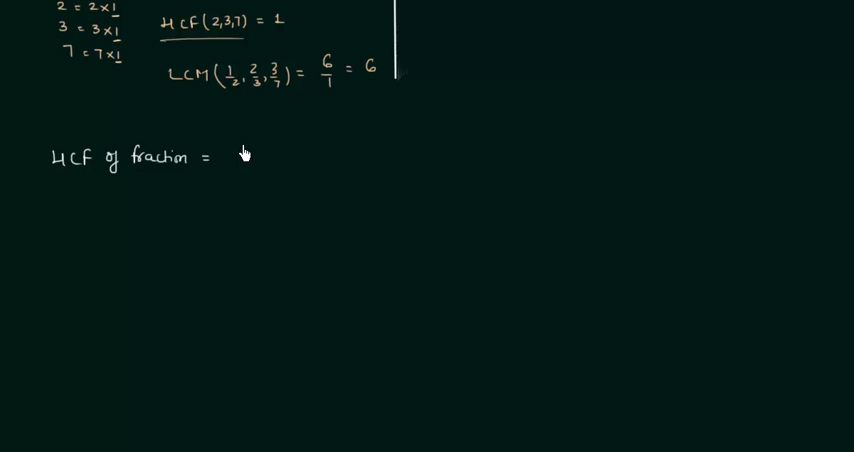 2 = 2×1
3 = 3×1
7 = 7×1
HCF(2,3,7) = 1
LCM(1/2, 2/3, 3/7) = 6/1 = 6
HCF of fraction =